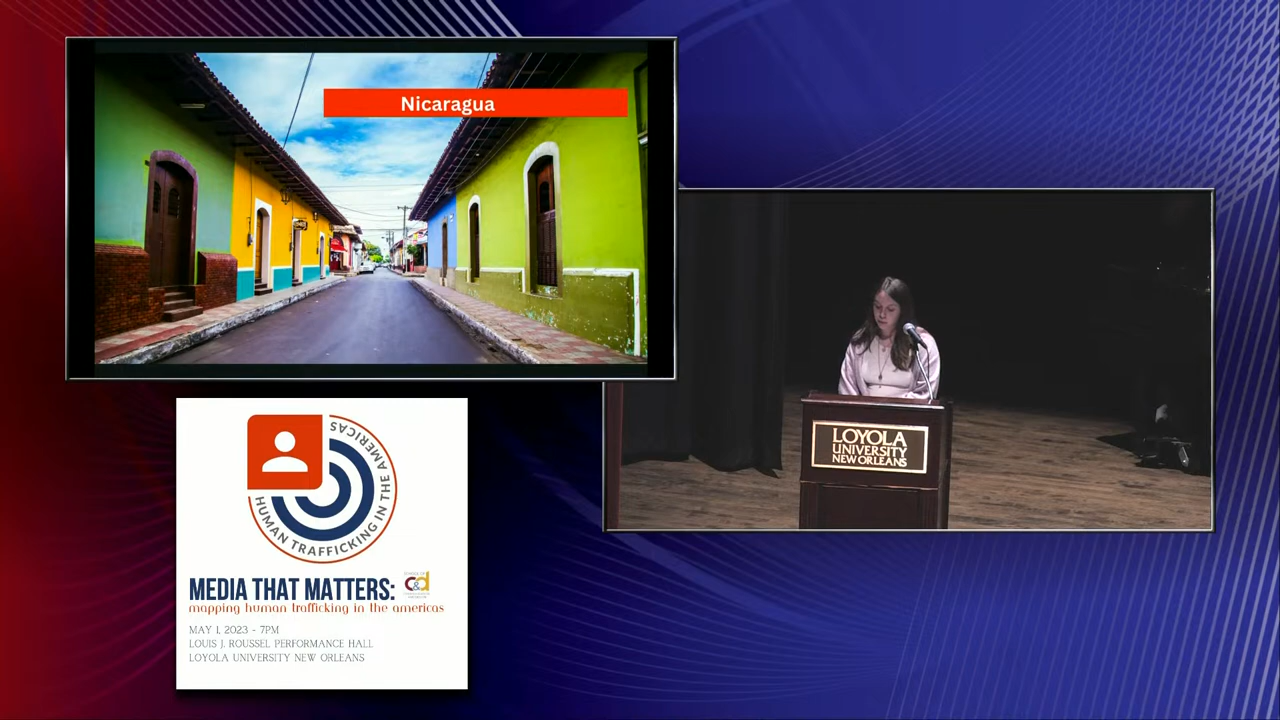 Nicaragua
LOYOLA
UNIVERSITY
NEW ORLEANS
HUMAN TRAFFICKING IN THE AMERICAS
MEDIA THAT MATTERS:
c&d
mapping human trafficking in the americas
MAY 1, 2023 - 7PM
LOUIS J. ROUSSEL PERFORMANCE HALL
LOYOLA UNIVERSITY NEW ORLEANS